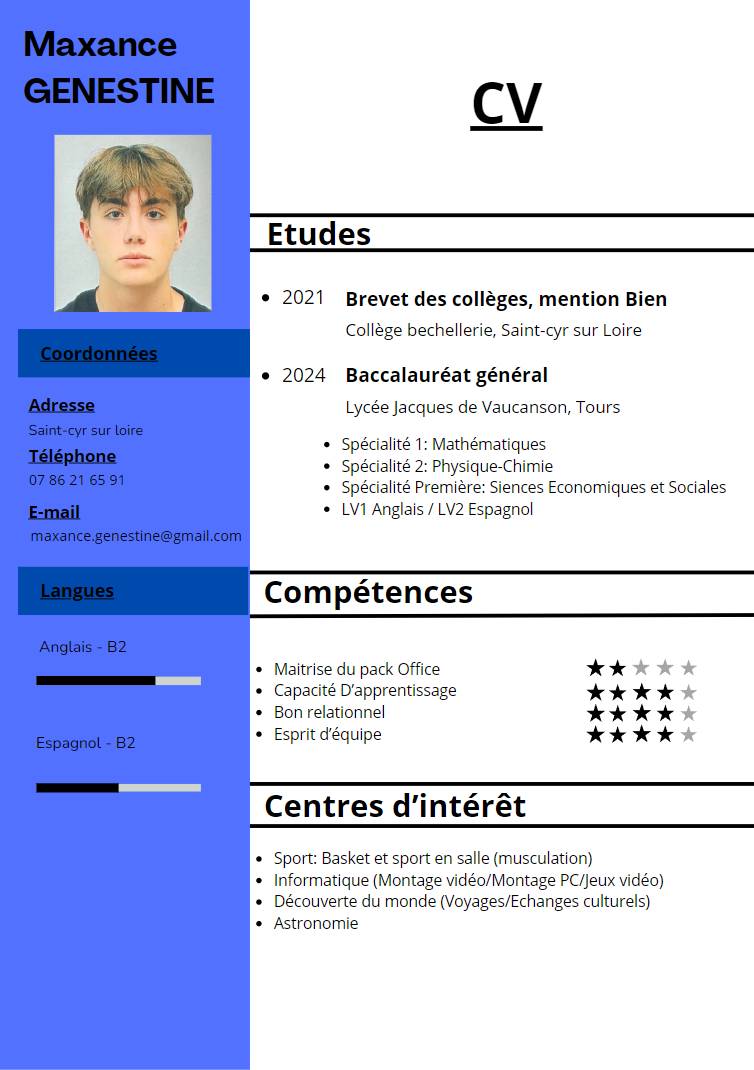 Maxance
GENESTINE
Coordonnées
Adresse
Saint-cyr sur loire
Téléphone
07 86 21 65 91
E-mail
maxance.genestine@gmail.com
Langues
Anglais - B2
Espagnol - B2
CV
Etudes
2021 Brevet des collèges, mention Bien
Collège bechellerie, Saint-cyr sur Loire
2024 Baccalauréat général
Lycée Jacques de Vaucanson, Tours
Spécialité 1: Mathématiques
Spécialité 2: Physique-Chimie
Spécialité Première: Siences Economiques et Sociales
LV1 Anglais / LV2 Espagnol
Compétences
Maitrise du pack Office
Capacité D’apprentissage
Bon relationnel
Esprit d’équipe
Centres d’intérêt
Sport: Basket et sport en salle (musculation)
Informatique (Montage vidéo/Montage PC/Jeux vidéo)
Découverte du monde (Voyages/Echanges culturels)
Astronomie